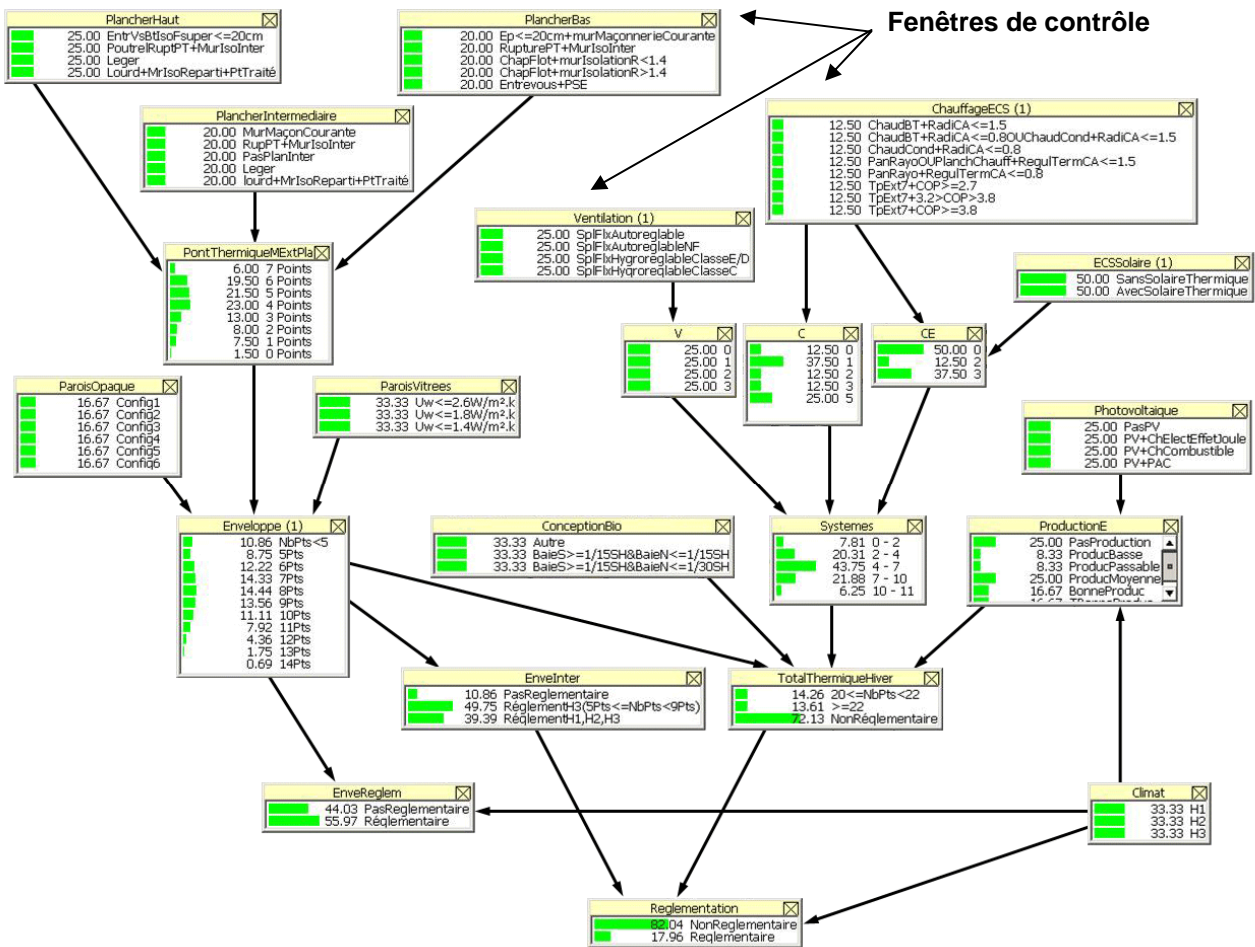 PlancherHaut
25.00 EntrVsBtIsoFsuper<=20cm
25.00 PoutrelRuptPT+MurIsoInter
25.00 Leger
25.00 Lourd+MrIsoReparti+PtTraité
PlancherBas
20.00 Ep<=20cm+murMaçonnerieCourante
20.00 RupturePT+MurIsoInter
20.00 ChapFlot+murIsolationR<1.4
20.00 ChapFlot+murIsolationR>1.4
20.00 Entrevous+PSE
Fenêtres de contrôle
PlancherIntermediaire
20.00 MurMaçonCourante
20.00 RupPT+MurIsoInter
20.00 PasPlanInter
20.00 Leger
20.00 lourd+MrIsoReparti+PtTraité
ChauffageECS (1)
12.50 ChaudBT+RadiCA<=1.5
12.50 ChaudBT+RadiCA<=0.8OUChaudCond+RadiCA<=1.5
12.50 ChaudCond+RadiCA<=0.8
12.50 PanRayoOUPlanchChauff+RegulTermCA<=1.5
12.50 PanRayo+RegulTermCA<=0.8
12.50 TpExt7+COP>=2.7
12.50 TpExt7+3.2>COP>3.8
12.50 TpExt7+COP>=3.8
Ventilation (1)
25.00 SplFlxAutoreglable
25.00 SplFlxAutoreglableNF
25.00 SplFlxHygroreglableClasseE/D
25.00 SplFlxHygroreglableClasseC
PontThermiqueMExtPla
6.00 7 Points
19.50 6 Points
21.50 5 Points
23.00 4 Points
13.00 3 Points
8.00 2 Points
7.50 1 Points
1.50 0 Points
ECSSolaire (1)
50.00 SansSolaireThermique
50.00 AvecSolaireThermique
V
25.00 0
25.00 1
25.00 2
25.00 3
C
12.50 0
37.50 1
12.50 2
12.50 3
25.00 5
CE
50.00 0
12.50 2
37.50 3
ParoisOpaque
16.67 Config1
16.67 Config2
16.67 Config3
16.67 Config4
16.67 Config5
16.67 Config6
ParoisVitrees
33.33 Uw<=2.6W/m².k
33.33 Uw<=1.8W/m².k
33.33 Uw<=1.4W/m².k
Photovoltaique
25.00 PasPV
25.00 PV+ChElectEffetJoule
25.00 PV+ChCombustible
25.00 PV+PAC
Enveloppe (1)
10.86 NbPts<5
8.75 5Pts
12.22 6Pts
14.33 7Pts
14.44 8Pts
13.56 9Pts
11.11 10Pts
7.92 11Pts
4.36 12Pts
1.75 13Pts
0.69 14Pts
ConceptionBio
33.33 Autre
33.33 BaieS>=1/15SH&BaieN<=1/15SH
33.33 BaieS>=1/15SH&BaieN<=1/30SH
Systemes
7.81 0 - 2
20.31 2 - 4
43.75 4 - 7
21.88 7 - 10
6.25 10 - 11
ProductionE
25.00 PasProduction
8.33 ProducBasse
8.33 ProducPassable
25.00 ProducMoyenne
16.67 BonneProduc
EnveInter
10.86 PasReglementaire
49.75 RéglementH3(5Pts<=NbPts<9Pts)
39.39 RéglementH1,H2,H3
TotalThermiqueHiver
14.26 20<=NbPts<22
13.61 >=22
72.13 NonRéglementaire
EnveReglem
44.03 PasReglementaire
55.97 Réglementaire
Climat
33.33 H1
33.33 H2
33.33 H3
Reglementation
82.04 NonReglementaire
17.96 Reglementaire